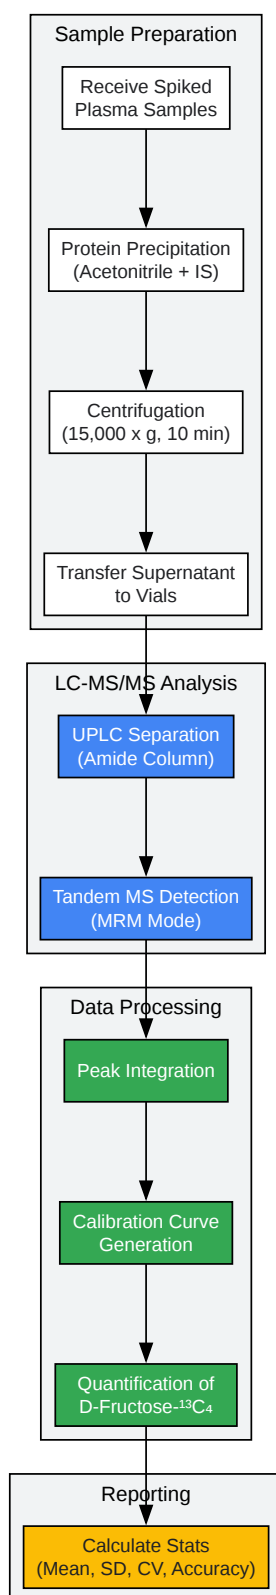 Sample Preparation
Receive Spiked
Plasma Samples
Protein Precipitation
(Acetonitrile + IS)
Centrifugation
(15,000 x g, 10 min)
Transfer Supernatant
to Vials
LC-MS/MS Analysis
UPLC Separation
(Amide Column)
Tandem MS Detection
(MRM Mode)
Data Processing
Peak Integration
Calibration Curve
Generation
Quantification of
D-Fructose-¹³C₄
Reporting
Calculate Stats
(Mean, SD, CV, Accuracy)